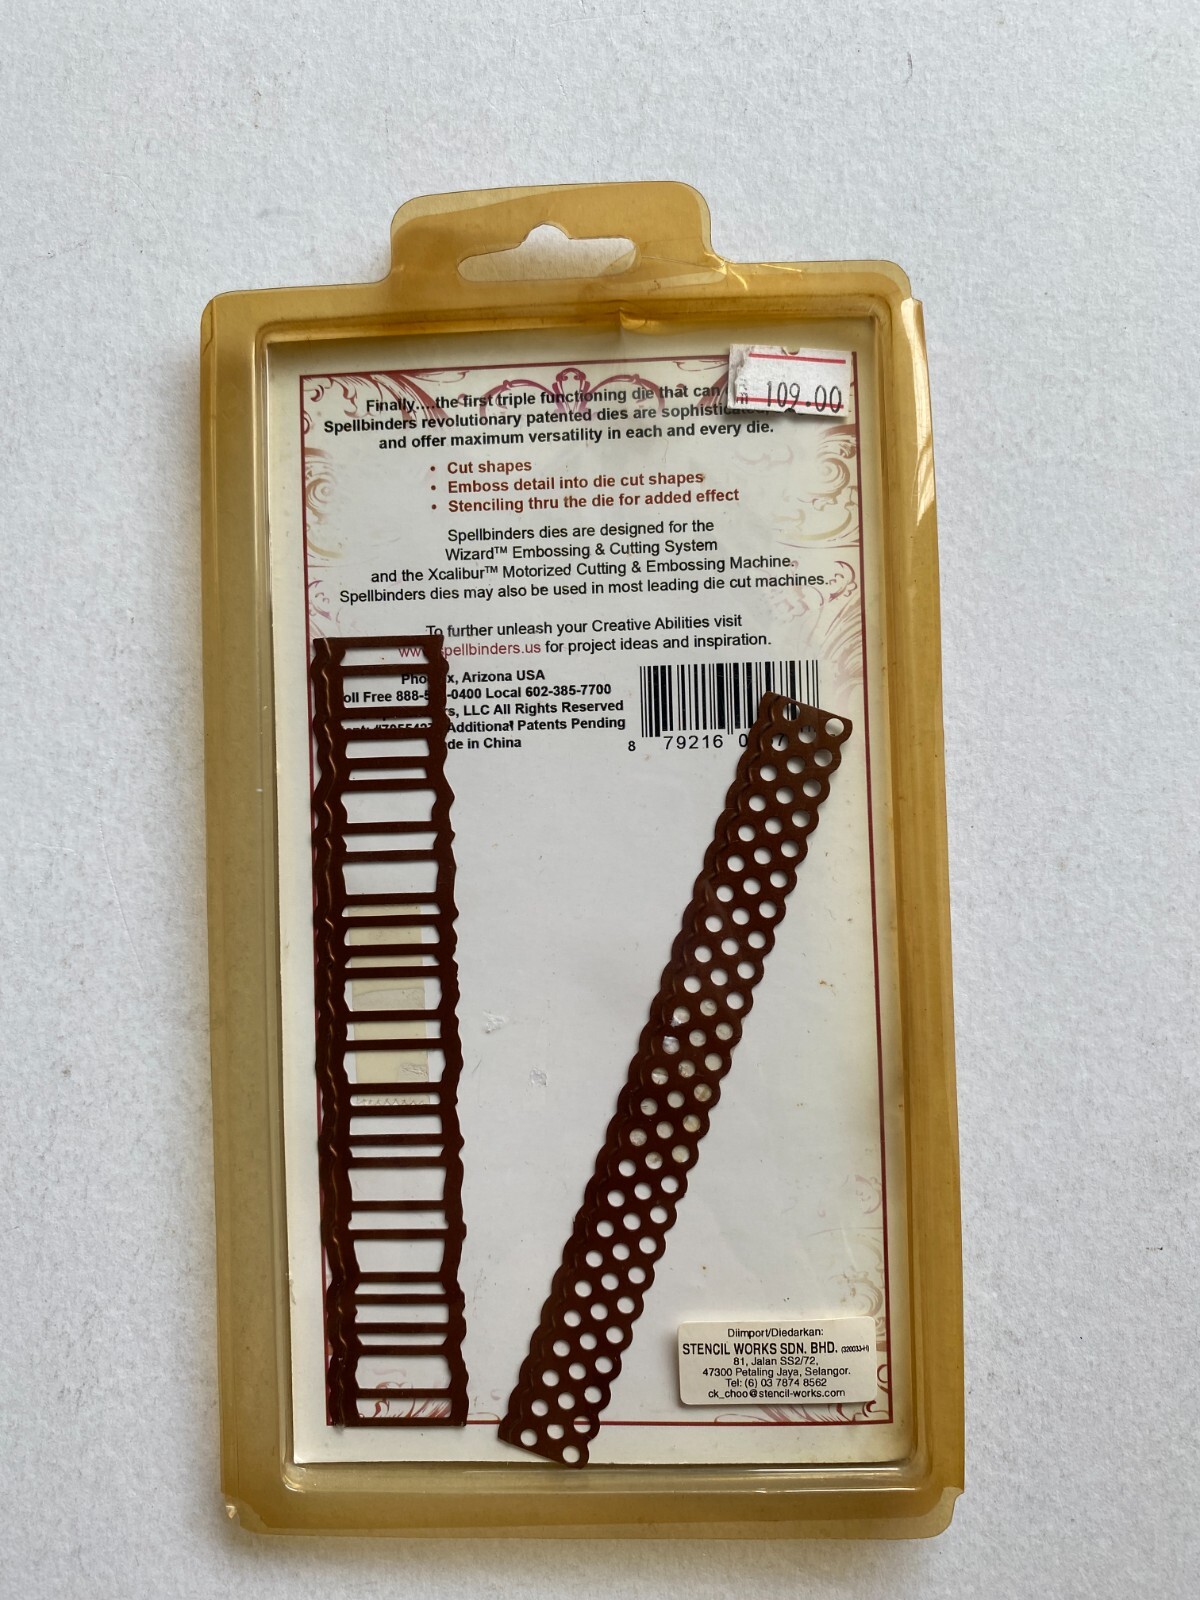 109.00
Finally....the first triple functioning die that can
Spellbinders revolutionary patented dies are
and offer maximum versatility in each and every die.
• Cut shapes
• Emboss detail into die cut shapes
• Stenciling thru the die for added effect
Spellbinders dies are designed for the
Wizard™ Embossing & Cutting System
and the Xcalibur™ Motorized Cutting & Embossing Machine.
Spellbinders dies may also be used in most leading die cut machines.
To further unleash your Creative Abilities visit
spellbinders.us for project ideas and inspiration.
Arizona USA
Free 888- -0400 Local 602-385-7700
LLC All Rights Reserved
Additional Patents Pending
in China
8 79216
Diimport/Diedarkan:
STENCIL WORKS SDN. BHD.
81, Jalan SS2/72,
47300 Petaling Jaya, Selangor.
Tel: (6) 03 7874 8562
ck_choo@stencil-works.com